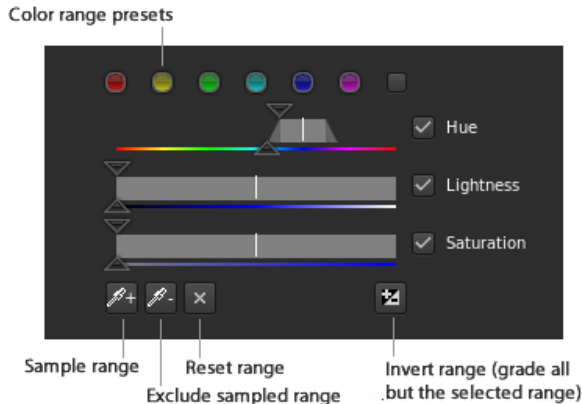 Color range presets
Hue
Lightness
Saturation
Sample range
Reset range
Exclude sampled range
Invert range (grade all
.but the selected range)